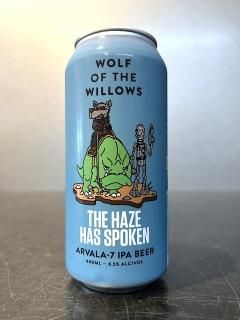 WOLF
OF THE
WILLOWS
THE HAZE
HAS SPOKEN
ARVALA-7 IPA BEER
440ML - 6.5% ALC/VOL